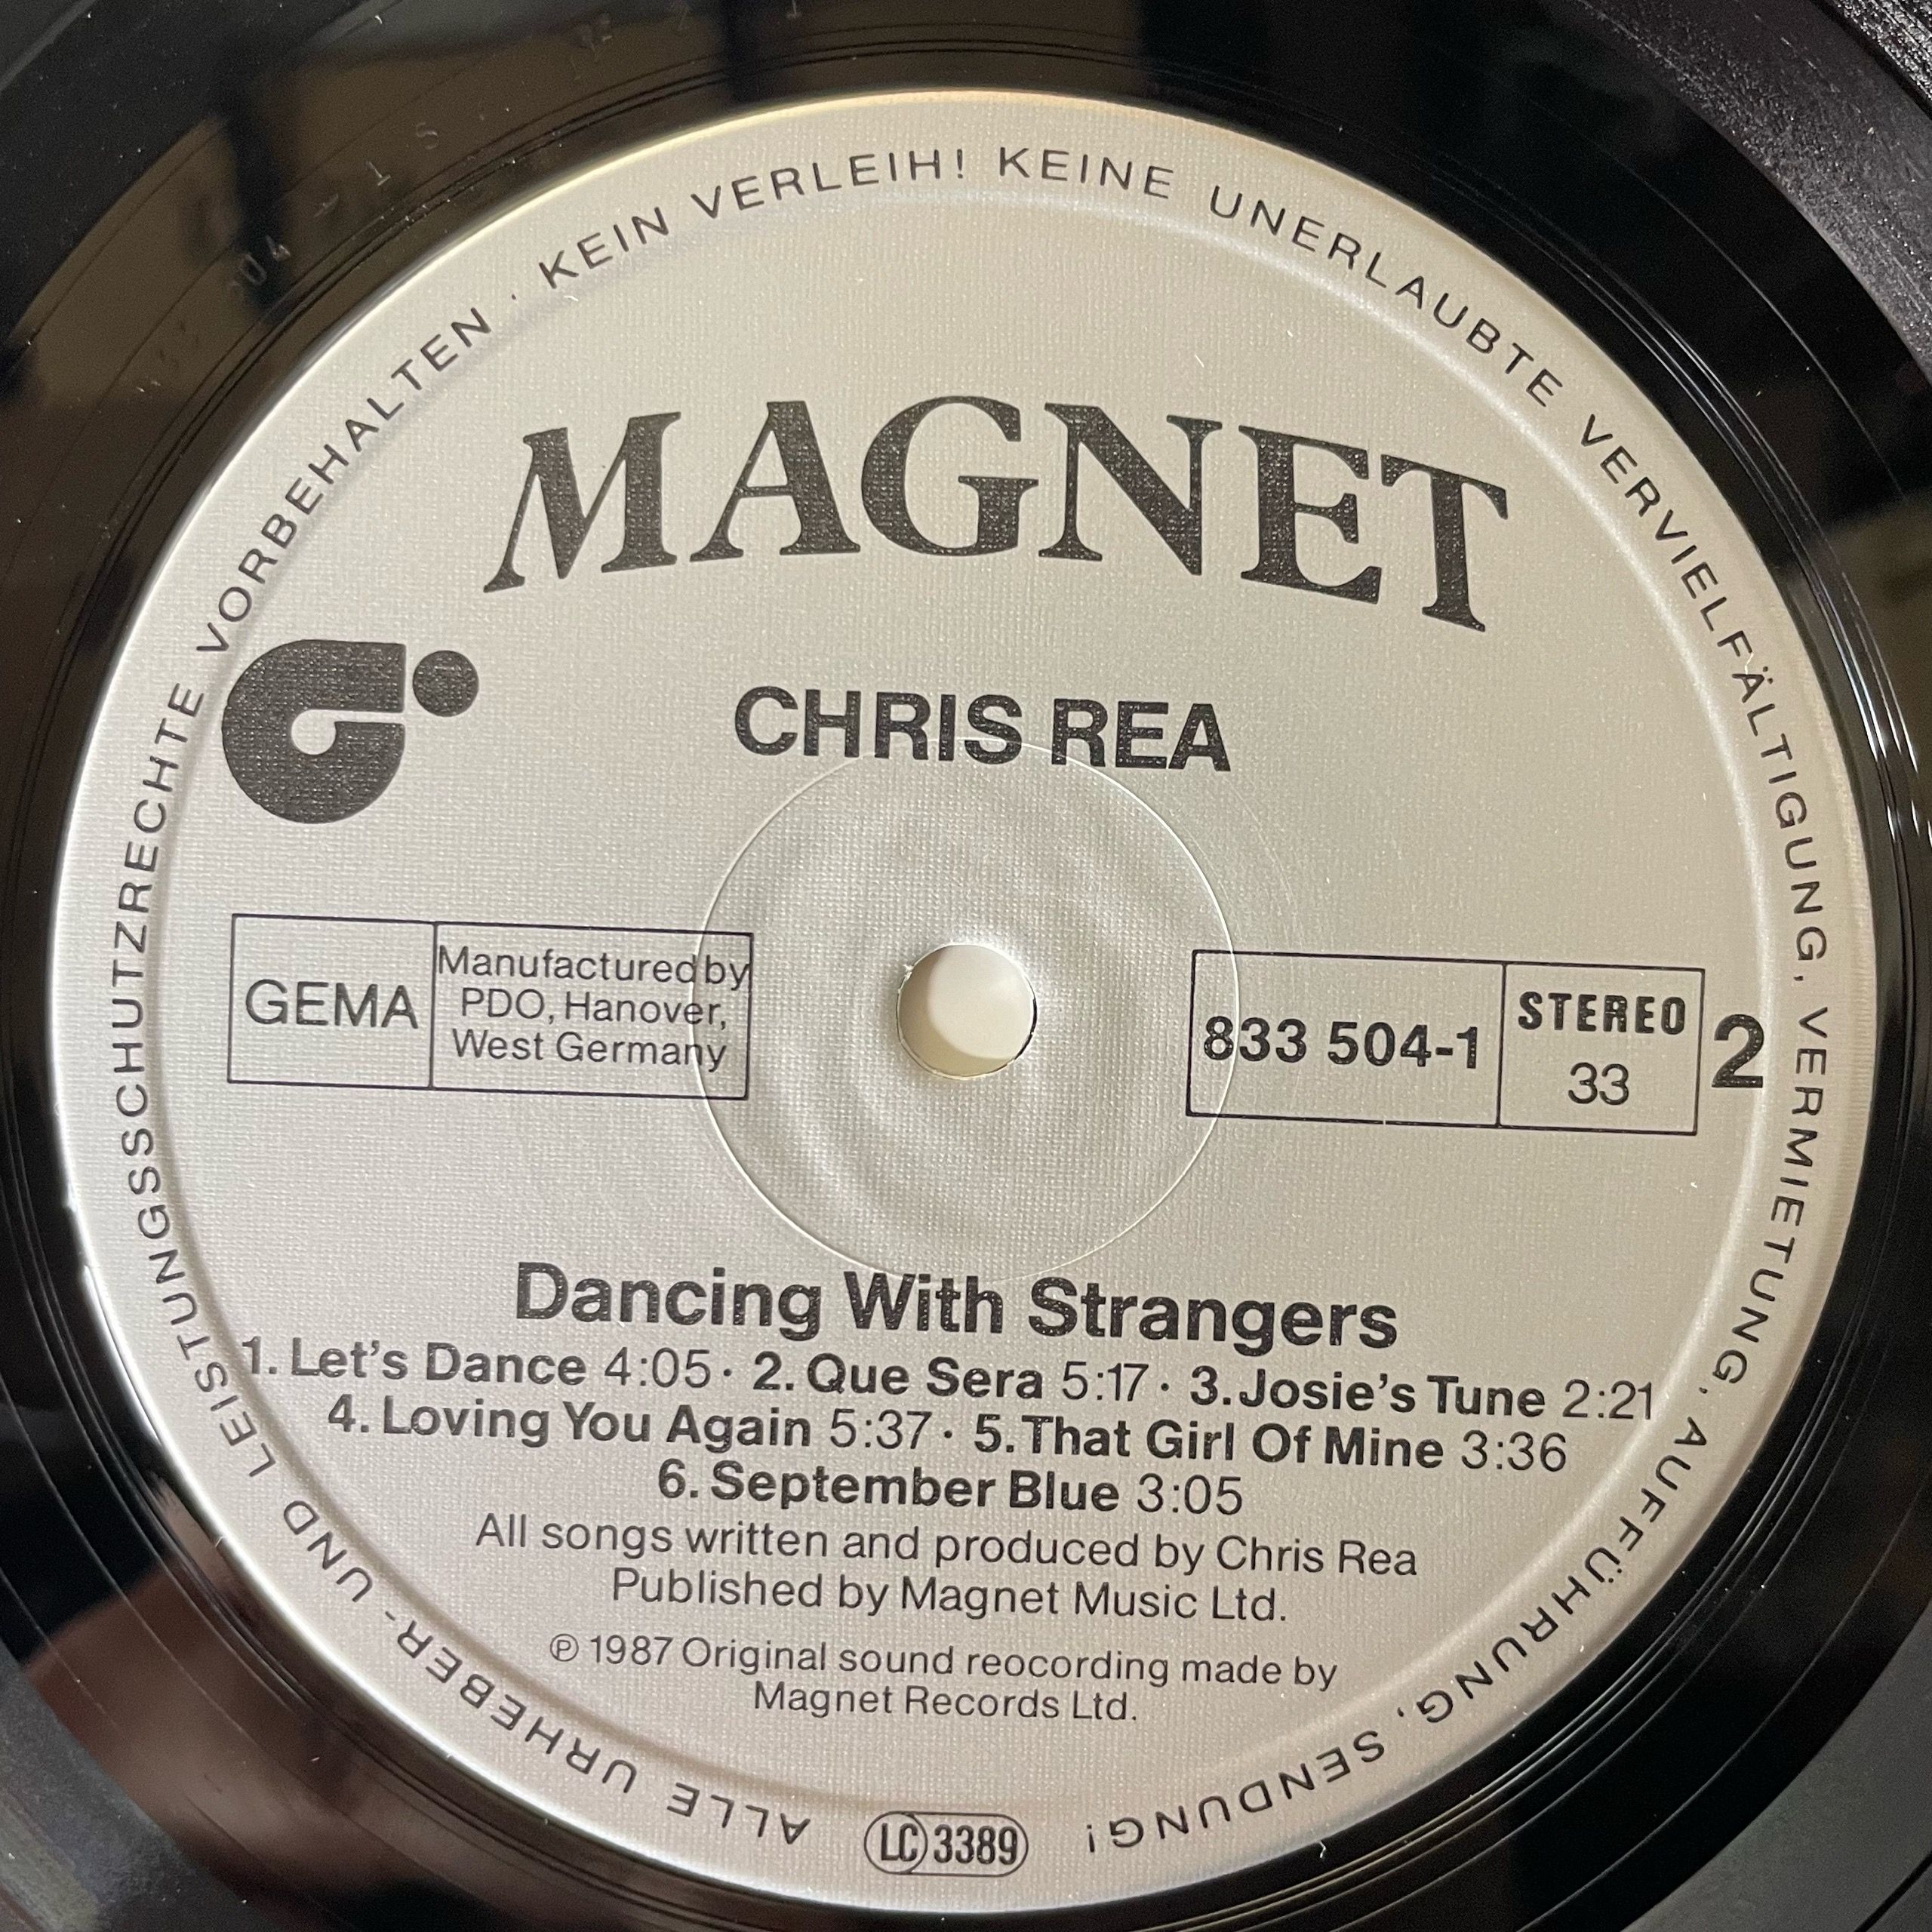 ALLE URHEBER- UND LEISTUNGSSCHUTZRECHTE VORBEHALTEN · KEIN VERLEIH! KEINE UNERLAUBTE VERVIELFÄLTIGUNG, VERMIETUNG, AUFFÜHRUNG, SENDUNG!
MAGNET
CHRIS REA
GEMA
Manufactured by
PDO, Hanover,
West Germany
833 504-1
STEREO
33
2
Dancing With Strangers
1. Let's Dance 4:05 · 2. Que Sera 5:17 · 3. Josie's Tune 2:21
4. Loving You Again 5:37 · 5. That Girl Of Mine 3:36
6. September Blue 3:05
All songs written and produced by Chris Rea
Published by Magnet Music Ltd.
℗ 1987 Original sound reocording made by
Magnet Records Ltd.
LC 3389